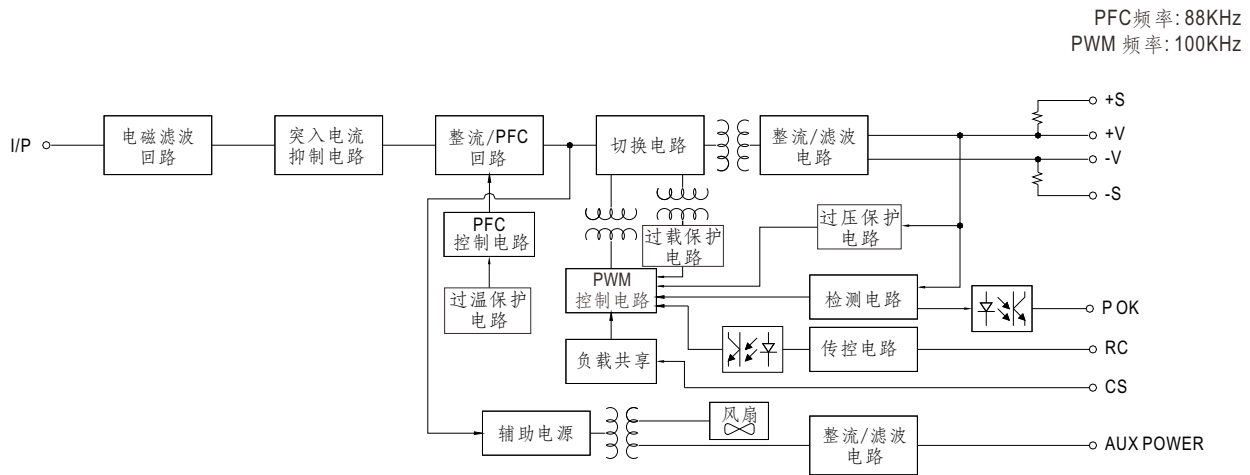 PFC频率: 88KHz
PWM 频率: 100KHz
I/P
电磁滤波
回路
突入电流
抑制电路
整流/PFC
回路
切换电路
整流/滤波
电路
+S
+V
-V
-S
PFC
控制电路
过温保护
电路
过载保护
电路
过压保护
电路
PWM
控制电路
检测电路
P OK
负载共享
传控电路
RC
CS
辅助电源
风扇
整流/滤波
电路
AUX POWER